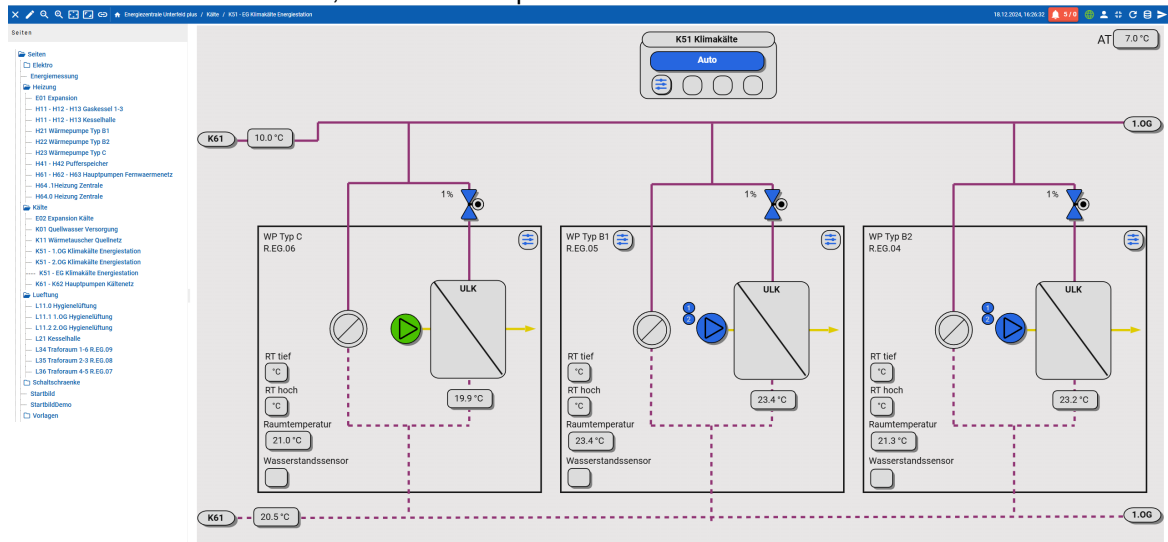 Energiezentrale Unterfeld plus / Kälte / K51 - EG Klimakälte Energiestation
18.12.2024, 16:26:32
5 / 0
Seiten
Seiten
Elektro
Energiemessung
Heizung
E01 Expansion
H11 - H12 - H13 Gaskessel 1-3
H11 - H12 - H13 Kesselhalle
H21 Wärmepumpe Typ B1
H22 Wärmepumpe Typ B2
H23 Wärmepumpe Typ C
H41 - H42 Pufferspeicher
H61 - H62 - H63 Hauptpumpen Fernwaermenetz
H64 .1Heizung Zentrale
H64.0 Heizung Zentrale
Kälte
E02 Expansion Kälte
K01 Quellwasser Versorgung
K11 Wärmetauscher Quellnetz
K51 - 1.OG Klimakälte Energiestation
K51 - 2.OG Klimakälte Energiestation
K51 - EG Klimakälte Energiestation
K61 - K62 Hauptpumpen Kältenetz
Lueftung
L11.0 Hygienelüftung
L11.1 1.OG Hygienelüftung
L11.2 2.OG Hygienelüftung
L21 Kesselhalle
L34 Traforaum 1-6 R.EG.09
L35 Traforaum 2-3 R.EG.08
L36 Traforaum 4-5 R.EG.07
Schaltschraenke
Startbild
StartbildDemo
Vorlagen
K51 Klimakälte
Auto
AT 7.0 °C
K61 10.0 °C
1.OG
1%
1%
1%
WP Typ C
R.EG.06
ULK
RT tief
°C
RT hoch
°C
19.9 °C
Raumtemperatur
21.0 °C
Wasserstandssensor
WP Typ B1
R.EG.05
ULK
1
2
RT tief
°C
RT hoch
°C
23.4 °C
Raumtemperatur
23.4 °C
Wasserstandssensor
WP Typ B2
R.EG.04
ULK
1
2
RT tief
°C
RT hoch
°C
23.2 °C
Raumtemperatur
21.3 °C
Wasserstandssensor
K61 20.5 °C
1.OG